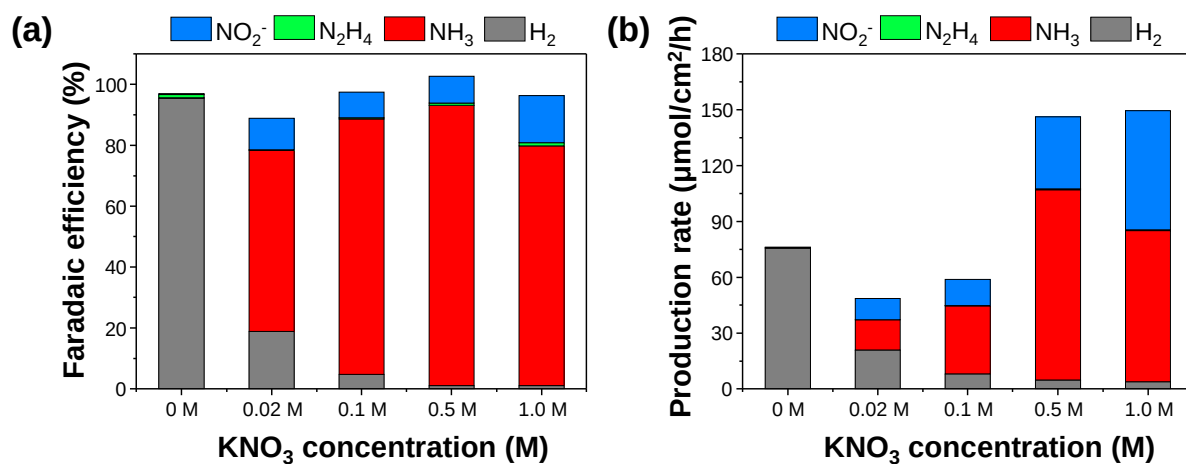 (a)
NO₂⁻ N₂H₄ NH₃ H₂
Faradaic efficiency (%)
100
80
60
40
20
0
0 M 0.02 M 0.1 M 0.5 M 1.0 M
KNO₃ concentration (M)
(b)
NO₂⁻ N₂H₄ NH₃ H₂
Production rate (μmol/cm²/h)
180
150
120
90
60
30
0
0 M 0.02 M 0.1 M 0.5 M 1.0 M
KNO₃ concentration (M)